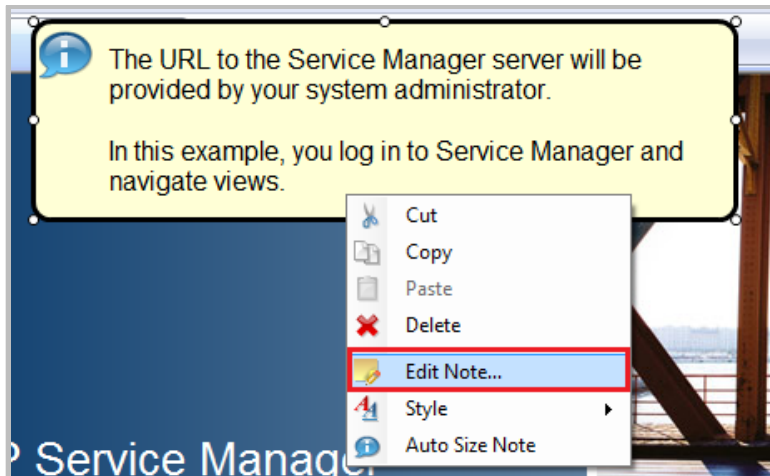 The URL to the Service Manager server will be
provided by your system administrator.
In this example, you log in to Service Manager and
navigate views.
Cut
Copy
Paste
Delete
Edit Note...
Style
Auto Size Note
Service Manager